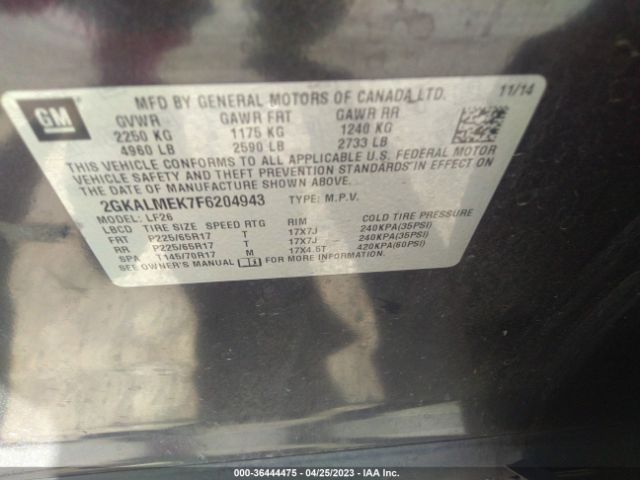 GM
MFD BY GENERAL MOTORS OF CANADA LTD. 11/14
GVWR GAWR FRT GAWR RR
2250 KG 1175 KG 1240 KG
4960 LB 2590 LB 2733 LB
THIS VEHICLE CONFORMS TO ALL APPLICABLE U.S. FEDERAL MOTOR
VEHICLE SAFETY AND THEFT PREVENTION STANDARDS IN EFFECT ON
THE DATE OF MANUFACTURE SHOWN ABOVE.
2GKALMEK7F6204943 TYPE: M.P.V.
MODEL: LF26
LBCD TIRE SIZE SPEED RTG RIM COLD TIRE PRESSURE
FRT P225/65R17 T 17X7J 240KPA(35PSI)
RR P225/65R17 T 17X7J 240KPA(35PSI)
SPA T145/70R17 M 17X4.5T 420KPA(60PSI)
SEE OWNER'S MANUAL FOR MORE INFORMATION.
000-36444475 - 04/25/2023 - IAA Inc.